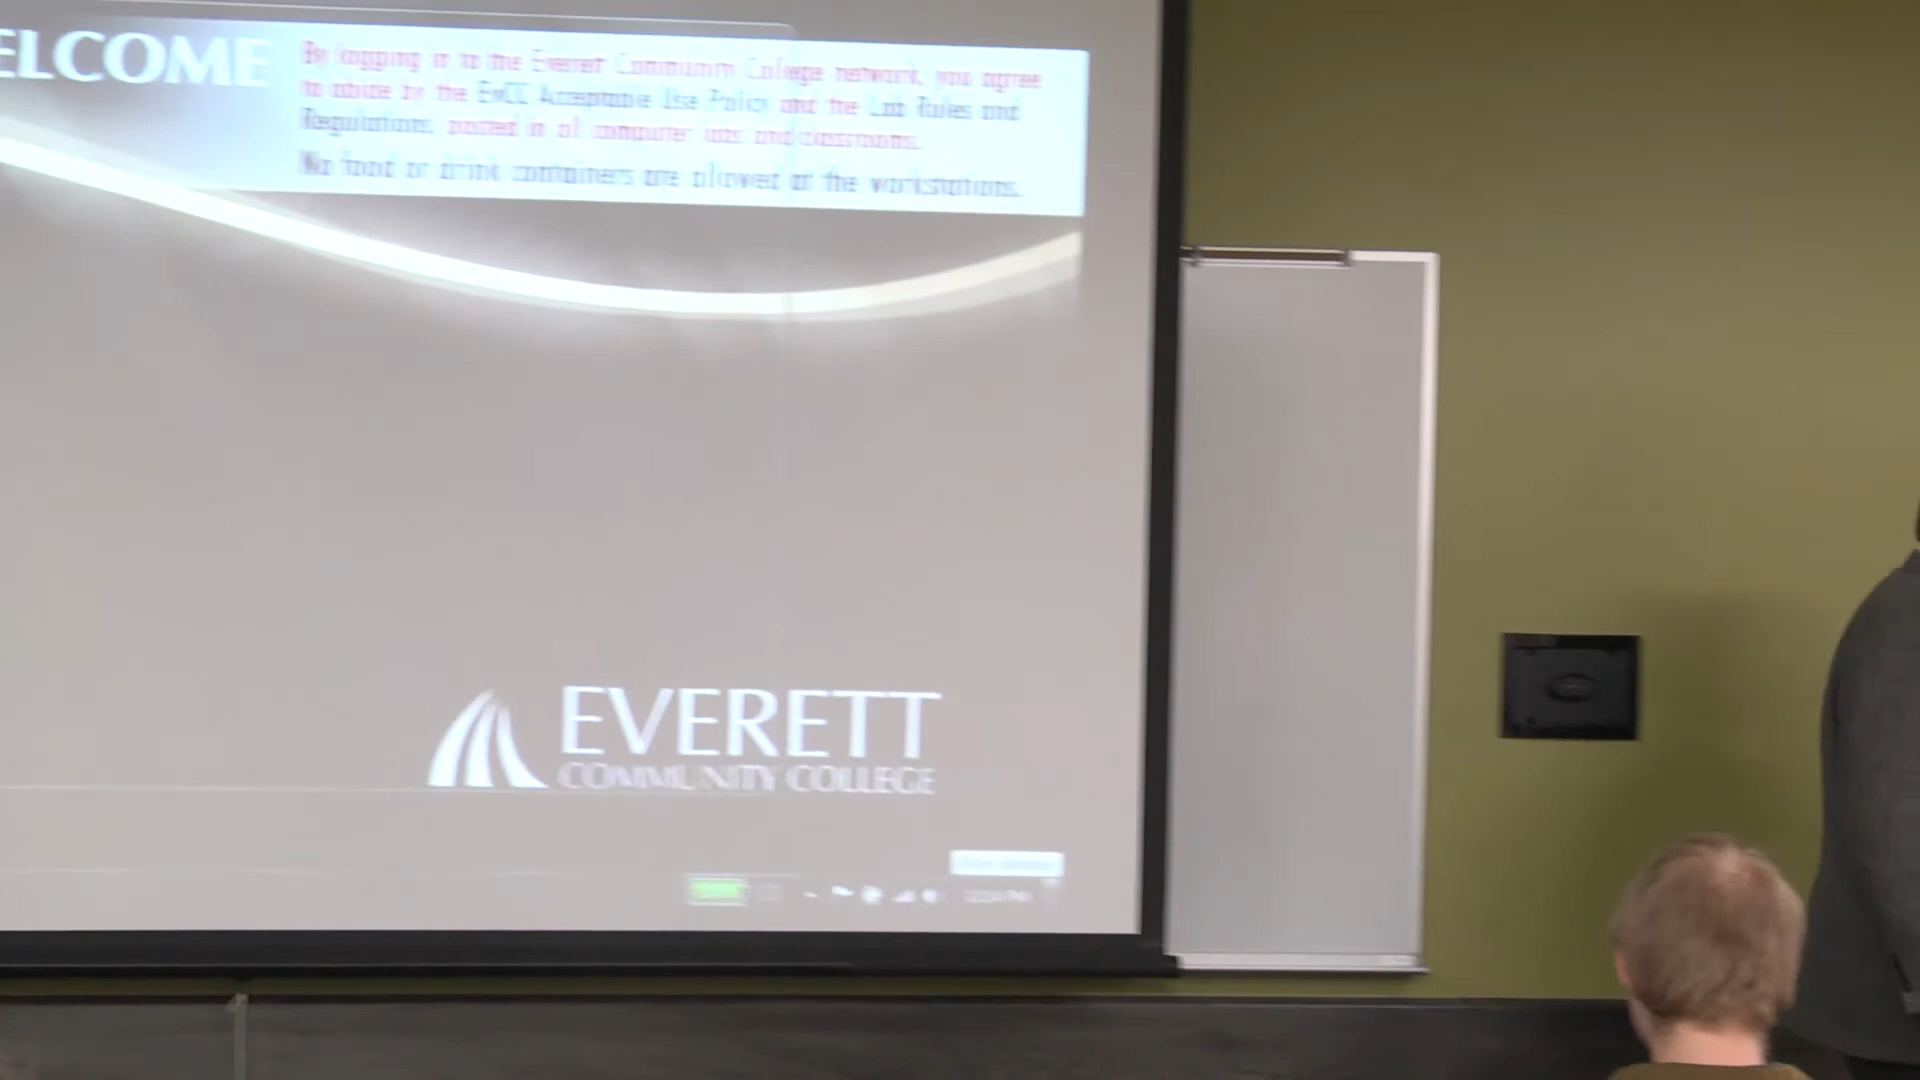 ELCOME
By logging in to the Everett Community College network, you agree
to abide by the EvCC Acceptable Use Policy and the Lab Rules and
Regulations posted in all computer labs and classrooms.
No food or drink containers are allowed at the workstations.
EVERETT
COMMUNITY COLLEGE